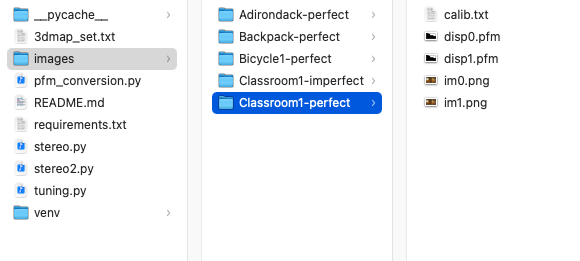 __pycache__
3dmap_set.txt
images
pfm_conversion.py
README.md
requirements.txt
stereo.py
stereo2.py
tuning.py
venv
Adirondack-perfect
Backpack-perfect
Bicycle1-perfect
Classroom1-imperfect
Classroom1-perfect
calib.txt
disp0.pfm
disp1.pfm
im0.png
im1.png